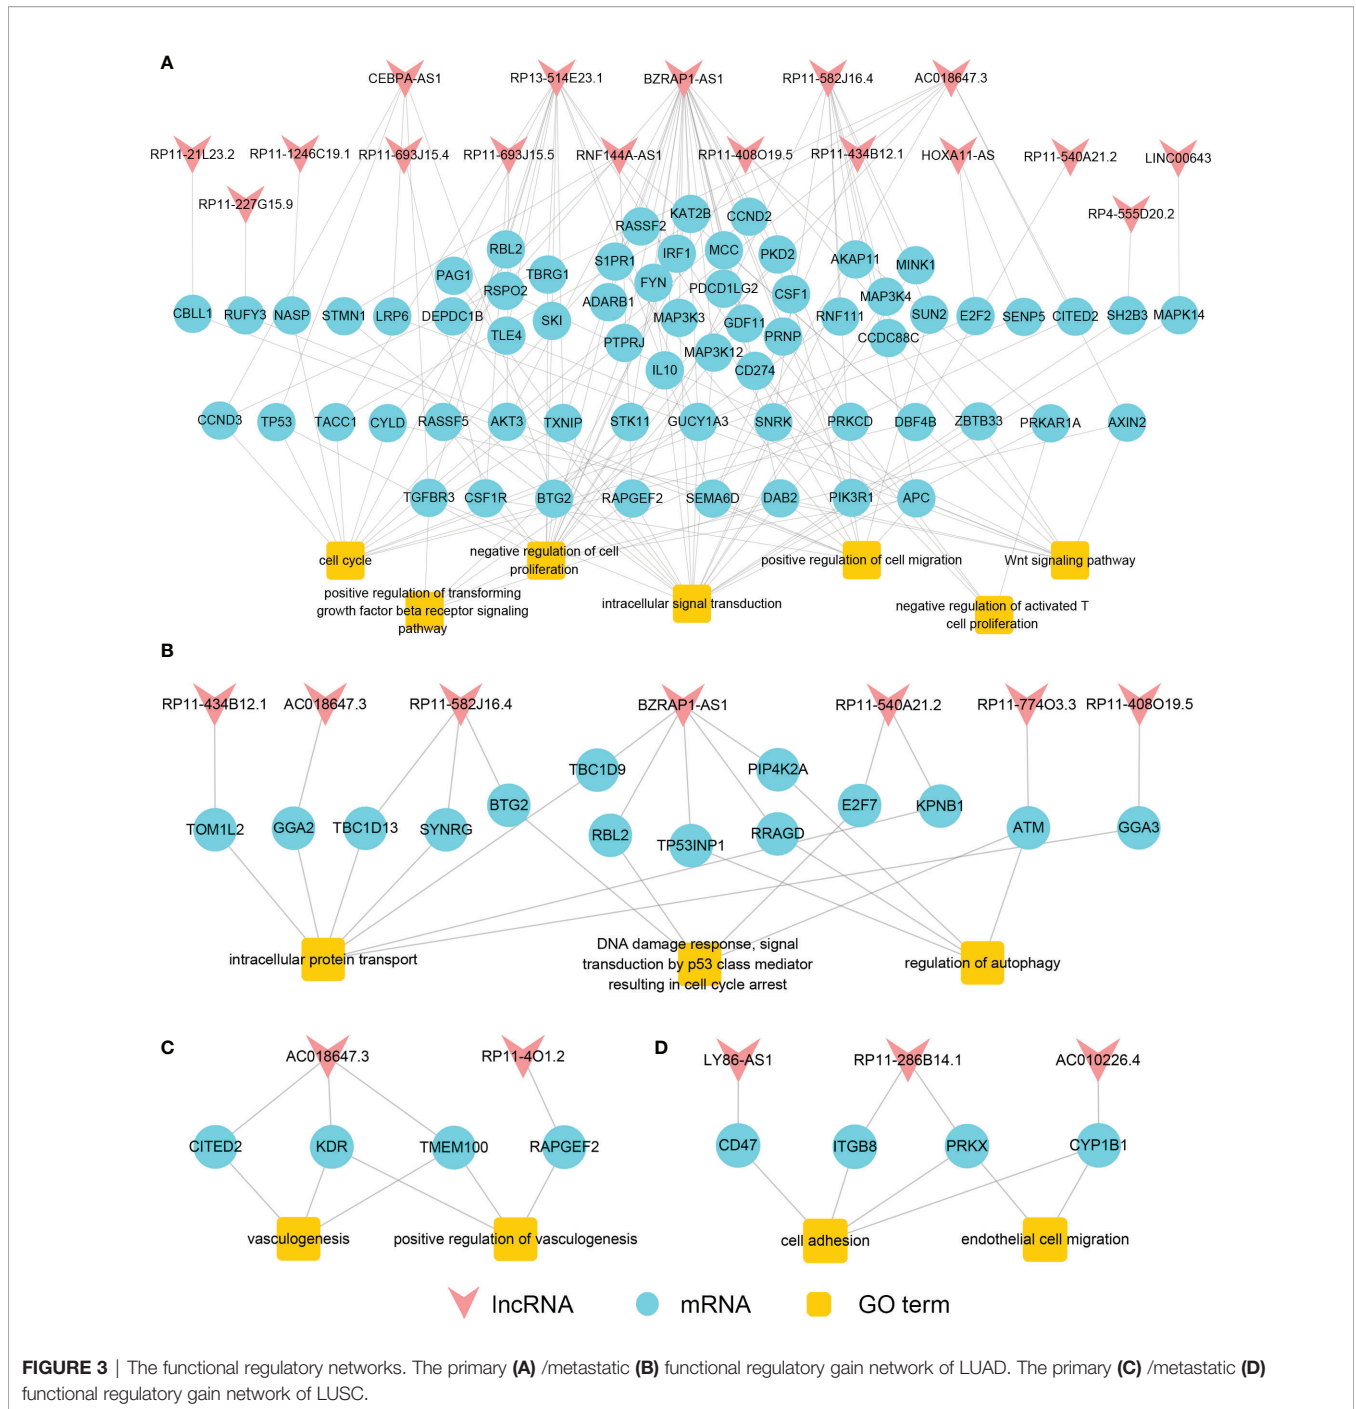 A
CEBPA-AS1 RP13-514E23.1 BZRAP1-AS1 RP11-582J16.4 AC018647.3
RP11-21L23.2 RP11-1246C19.1 RP11-693J15.4 RP11-693J15.5 RNF144A-AS1 RP11-408O19.5 RP11-434B12.1 HOXA11-AS RP11-540A21.2 LINC00643
RP11-227G15.9 RP4-555D20.2
KAT2B CCND2
RASSF2
RBL2 IRF1 MCC PKD2
PAG1 TBRG1 S1PR1 AKAP11 MINK1
RSPO2 FYN PDCD1LG2 CSF1 MAP3K4
ADARB1
CBLL1 RUFY3 NASP STMN1 LRP6 DEPDC1B SKI MAP3K3 GDF11 RNF111 SUN2 E2F2 SENP5 CITED2 SH2B3 MAPK14
TLE4 PTPRJ MAP3K12 PRNP CCDC88C
IL10 CD274
CCND3 TP53 TACC1 CYLD RASSF5 AKT3 TXNIP STK11 GUCY1A3 SNRK PRKCD DBF4B ZBTB33 PRKAR1A AXIN2
TGFBR3 CSF1R BTG2 RAPGEF2 SEMA6D DAB2 PIK3R1 APC
cell cycle
negative regulation of cell
proliferation
positive regulation of cell migration
Wnt signaling pathway
positive regulation of transforming
growth factor beta receptor signaling
pathway
intracellular signal transduction
negative regulation of activated T
cell proliferation
B
RP11-434B12.1 AC018647.3 RP11-582J16.4 BZRAP1-AS1 RP11-540A21.2 RP11-774O3.3 RP11-408O19.5
TBC1D9 PIP4K2A
BTG2 E2F7 KPNB1
TOM1L2 GGA2 TBC1D13 SYNRG RBL2 TP53INP1 RRAGD ATM GGA3
intracellular protein transport
DNA damage response, signal
transduction by p53 class mediator
resulting in cell cycle arrest
regulation of autophagy
C
AC018647.3 RP11-4O1.2
CITED2 KDR TMEM100 RAPGEF2
vasculogenesis positive regulation of vasculogenesis
D
LY86-AS1 RP11-286B14.1 AC010226.4
CD47 ITGB8 PRKX CYP1B1
cell adhesion endothelial cell migration
lncRNA mRNA GO term
FIGURE 3 | The functional regulatory networks. The primary (A) /metastatic (B) functional regulatory gain network of LUAD. The primary (C) /metastatic (D)
functional regulatory gain network of LUSC.